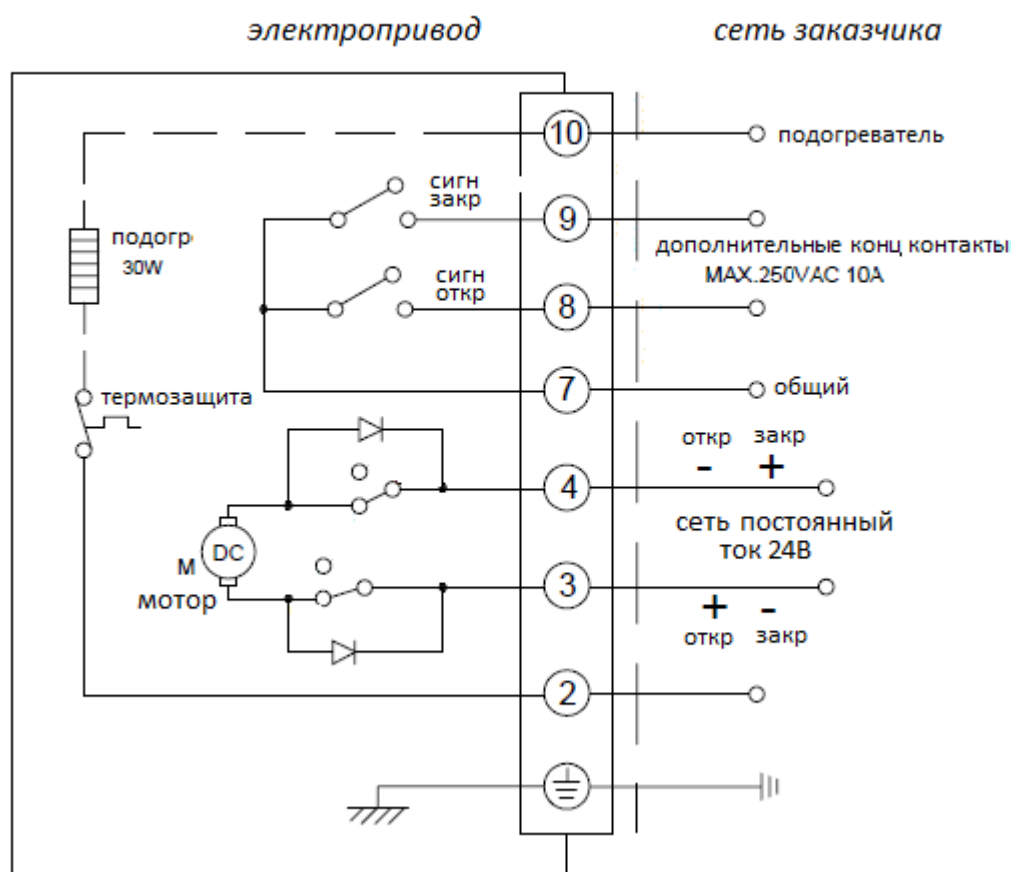 электропривод
сеть заказчика
10
подогреватель
сигн
закр
9
подогр
30W
дополнительные конц контакты
MAX.250VAC 10A
сигн
откр
8
7
общий
термозащита
откр закр
- +
4
сеть постоянный
ток 24В
DC
М
мотор
3
+ -
откр закр
2